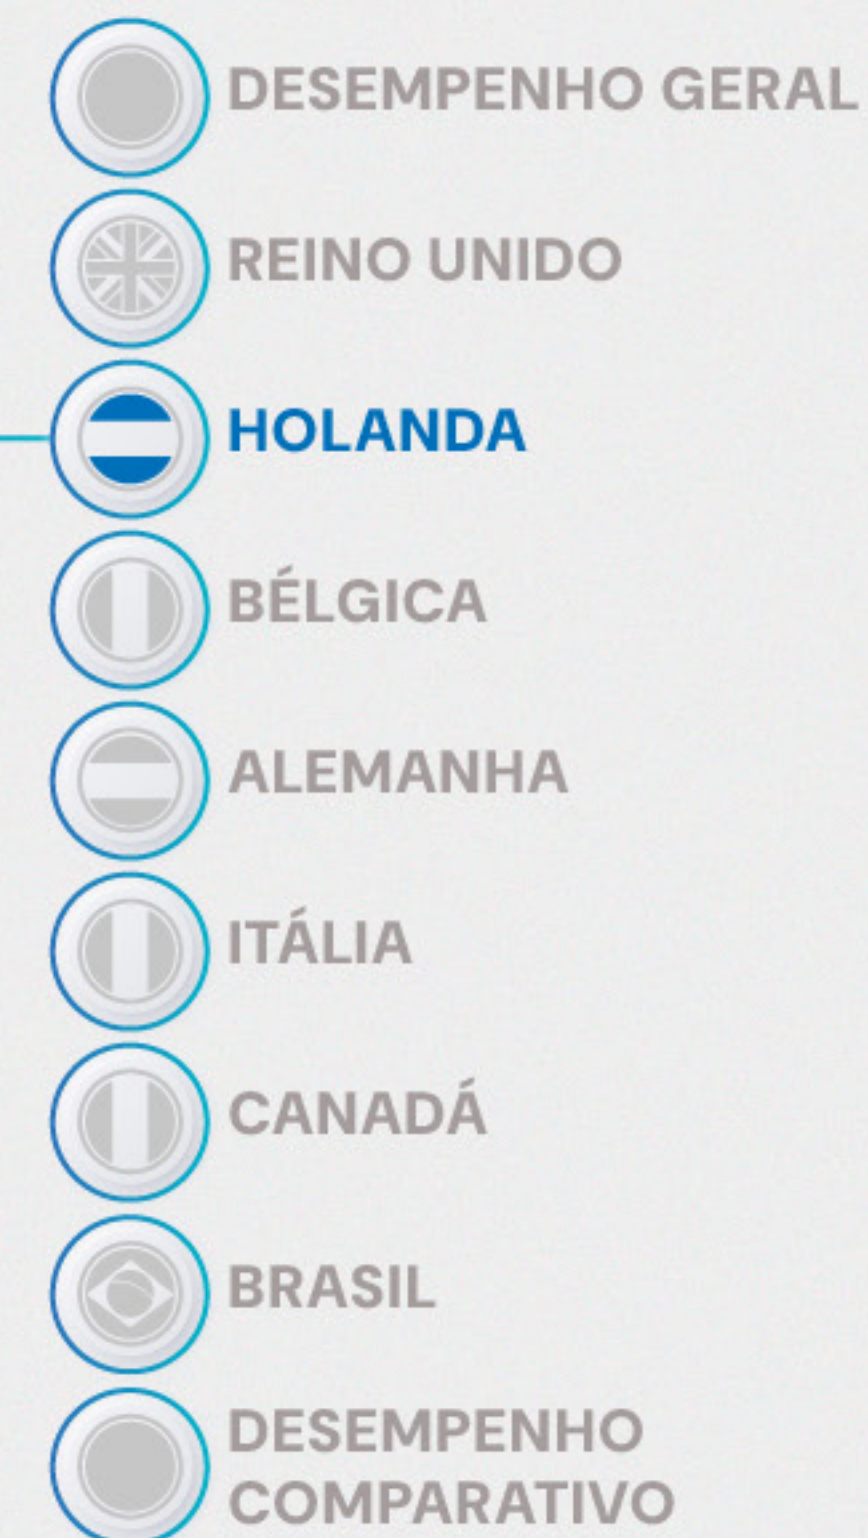 DESEMPENHO GERAL
REINO UNIDO
HOLANDA
BÉLGICA
ALEMANHA
ITÁLIA
CANADÁ
BRASIL
DESEMPENHO
COMPARATIVO